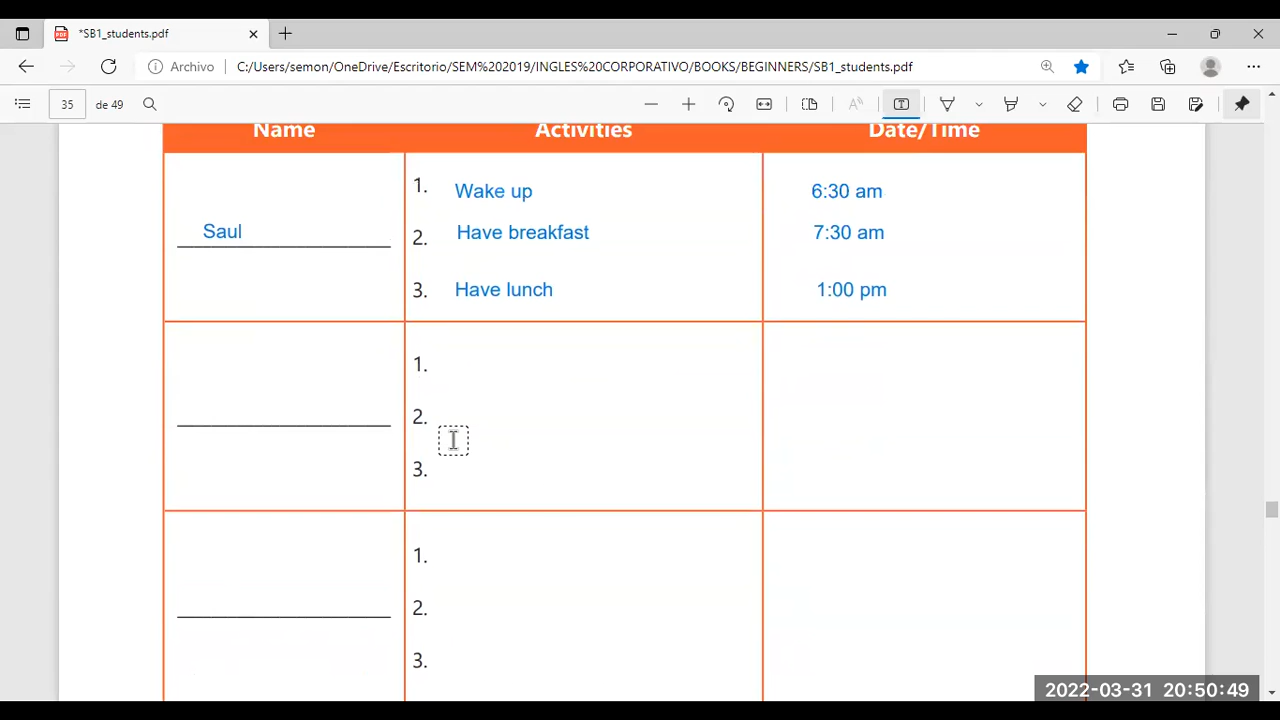 *SB1_students.pdf
Archivo C:/Users/semon/OneDrive/Escritorio/SEM%202019/INGLES%20CORPORATIVO/BOOKS/BEGINNERS/SB1_students.pdf
35 de 49
Name Activities Date/Time
1. Wake up 6:30 am
Saul 2. Have breakfast 7:30 am
3. Have lunch 1:00 pm
1.
2.
3.
1.
2.
3.
2022-03-31 20:50:49